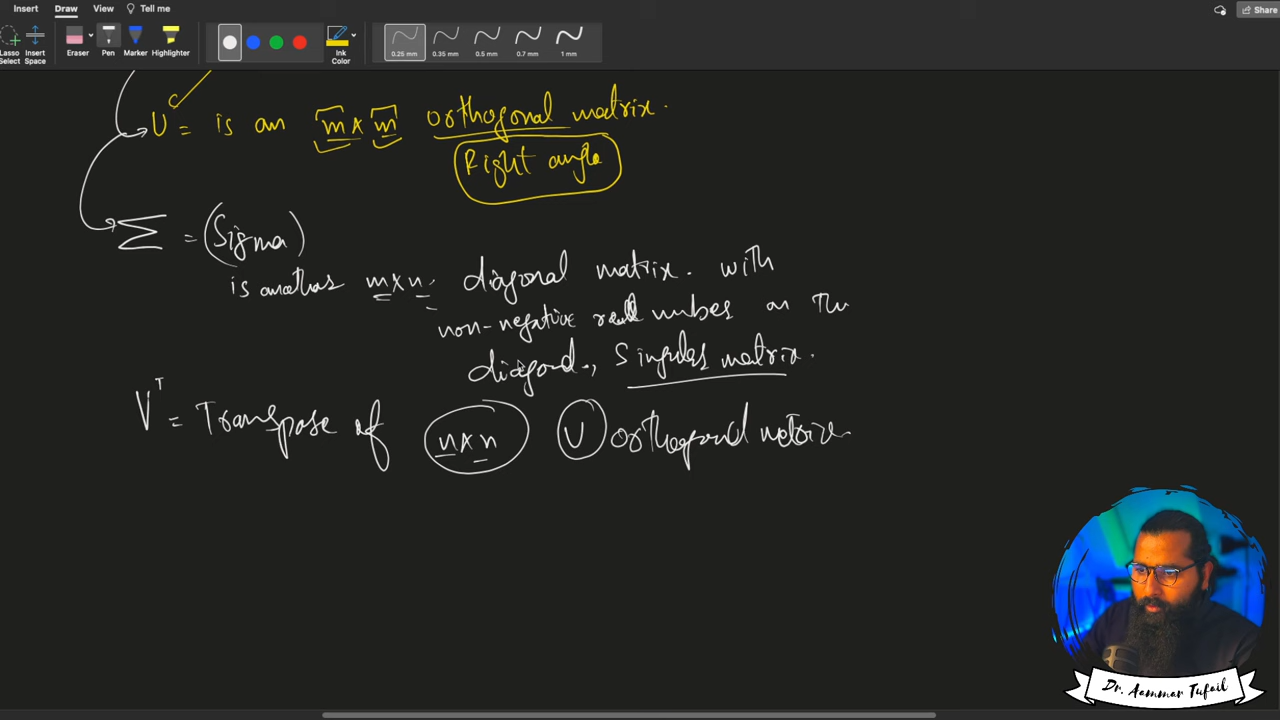 Insert Draw View Tell me
Share
Lasso Select
Insert Space
Eraser
Pen
Marker
Highlighter
Ink Color
0.25 mm 0.35 mm 0.5 mm 0.7 mm 1 mm
U = is an m x m orthogonal matrix.
Right angle
Σ = (Sigma)
is another m x n, diagonal matrix. with
non-negative real numbers on the
diagonal., Singular matrix.
V^T = Transpose of n x n U orthogonal matrix
Dr. Aammar Tufail